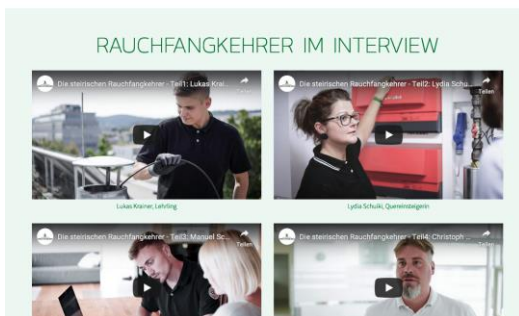 RAUCHFANGKEHRER IM INTERVIEW
Die steirischen Rauchfangkehrer - Teil1: Lukas Krai...
Teilen
Die steirischen Rauchfangkehrer - Teil2: Lydia Schu...
Teilen
Lukas Krainer, Lehrling
Lydia Schulki, Quereinsteigerin
Die steirischen Rauchfangkehrer - Teil3: Manuel Sc...
Teilen
Die steirischen Rauchfangkehrer - Teil4: Christoph ...
Teilen